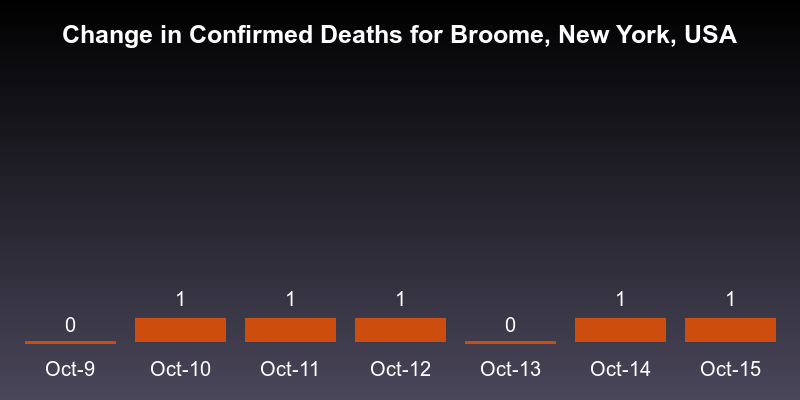 Change in Confirmed Deaths for Broome, New York, USA
0 1 1 1 0 1 1
Oct-9 Oct-10 Oct-11 Oct-12 Oct-13 Oct-14 Oct-15